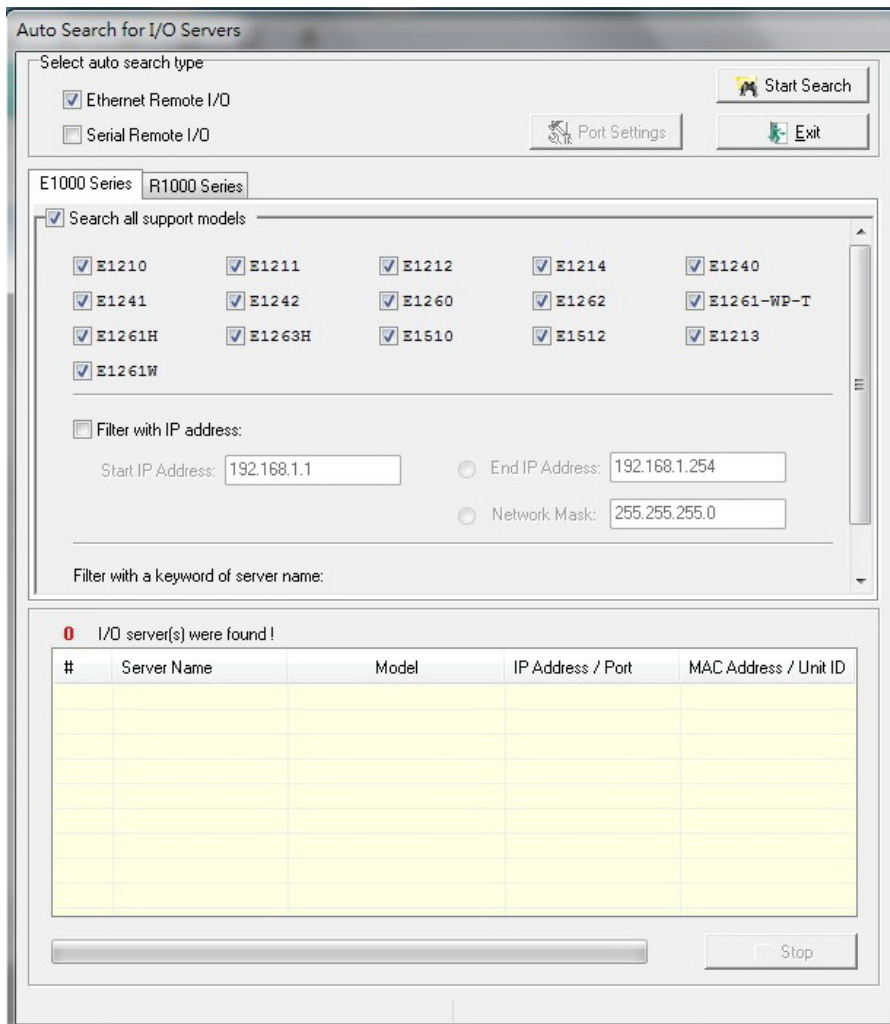 Auto Search for I/O Servers
Select auto search type
Ethernet Remote I/O
Start Search
Serial Remote I/O
Port Settings
Exit
E1000 Series R1000 Series
Search all support models
E1210 E1211 E1212 E1214 E1240
E1241 E1242 E1260 E1262 E1261-WP-T
E1261H E1263H E1510 E1512 E1213
E1261W
Filter with IP address:
Start IP Address: 192.168.1.1 End IP Address: 192.168.1.254
Network Mask: 255.255.255.0
Filter with a keyword of server name:
0 I/O server(s) were found !
# Server Name Model IP Address / Port MAC Address / Unit ID
Stop